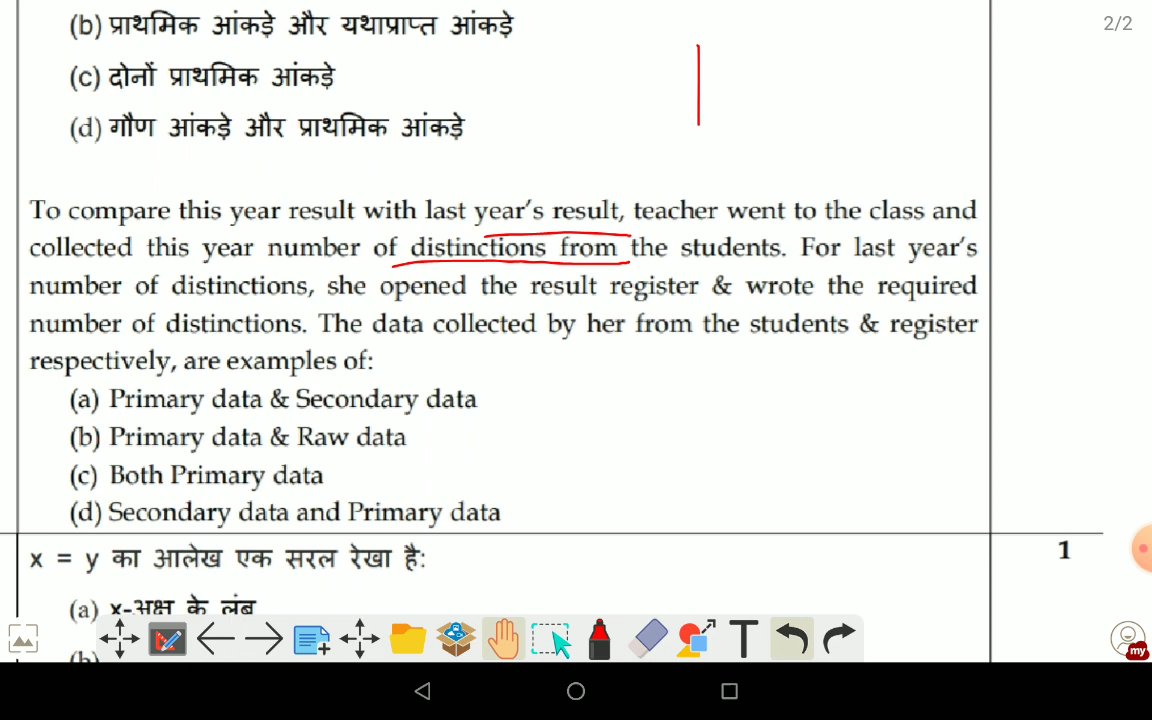 (b) प्राथमिक आंकड़े और यथाप्राप्त आंकड़े
2/2
(c) दोनों प्राथमिक आंकड़े
(d) गौण आंकड़े और प्राथमिक आंकड़े
To compare this year result with last year's result, teacher went to the class and
collected this year number of distinctions from the students. For last year's
number of distinctions, she opened the result register & wrote the required
number of distinctions. The data collected by her from the students & register
respectively, are examples of:
(a) Primary data & Secondary data
(b) Primary data & Raw data
(c) Both Primary data
(d) Secondary data and Primary data
x = y का आलेख एक सरल रेखा है:
1
(a) x-अक्ष के लंब
(b)
T
my